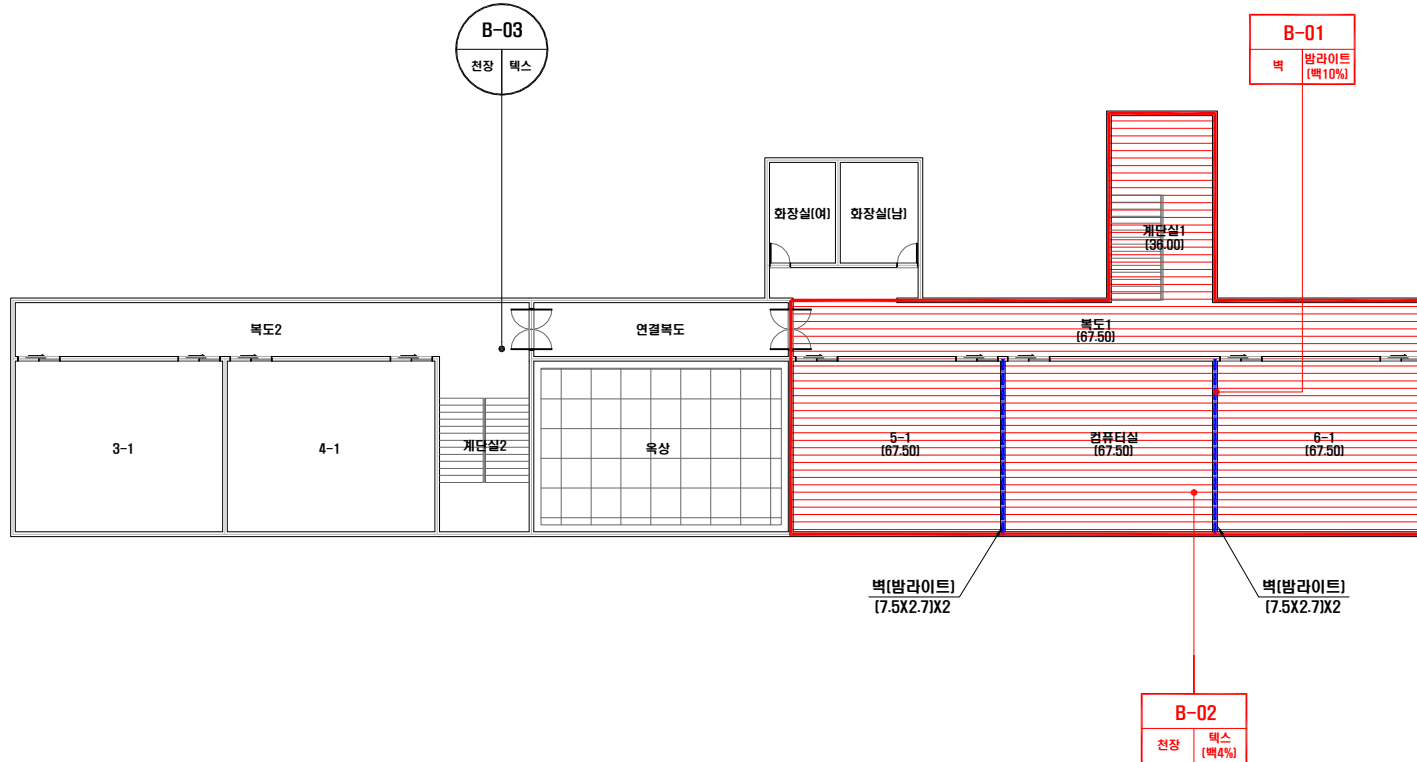 B-03
천장 텍스
B-01
벽 밤라이트
(백10%)
화장실(여) 화장실(남)
계단실1
(36.00)
복도2 연결복도 복도1
(67.50)
3-1 4-1 계단실2 옥상 5-1
(67.50)
컴퓨터실
(67.50)
6-1
(67.50)
벽(밤라이트)
(7.5X2.7)X2
벽(밤라이트)
(7.5X2.7)X2
B-02
천장 텍스
(백4%)